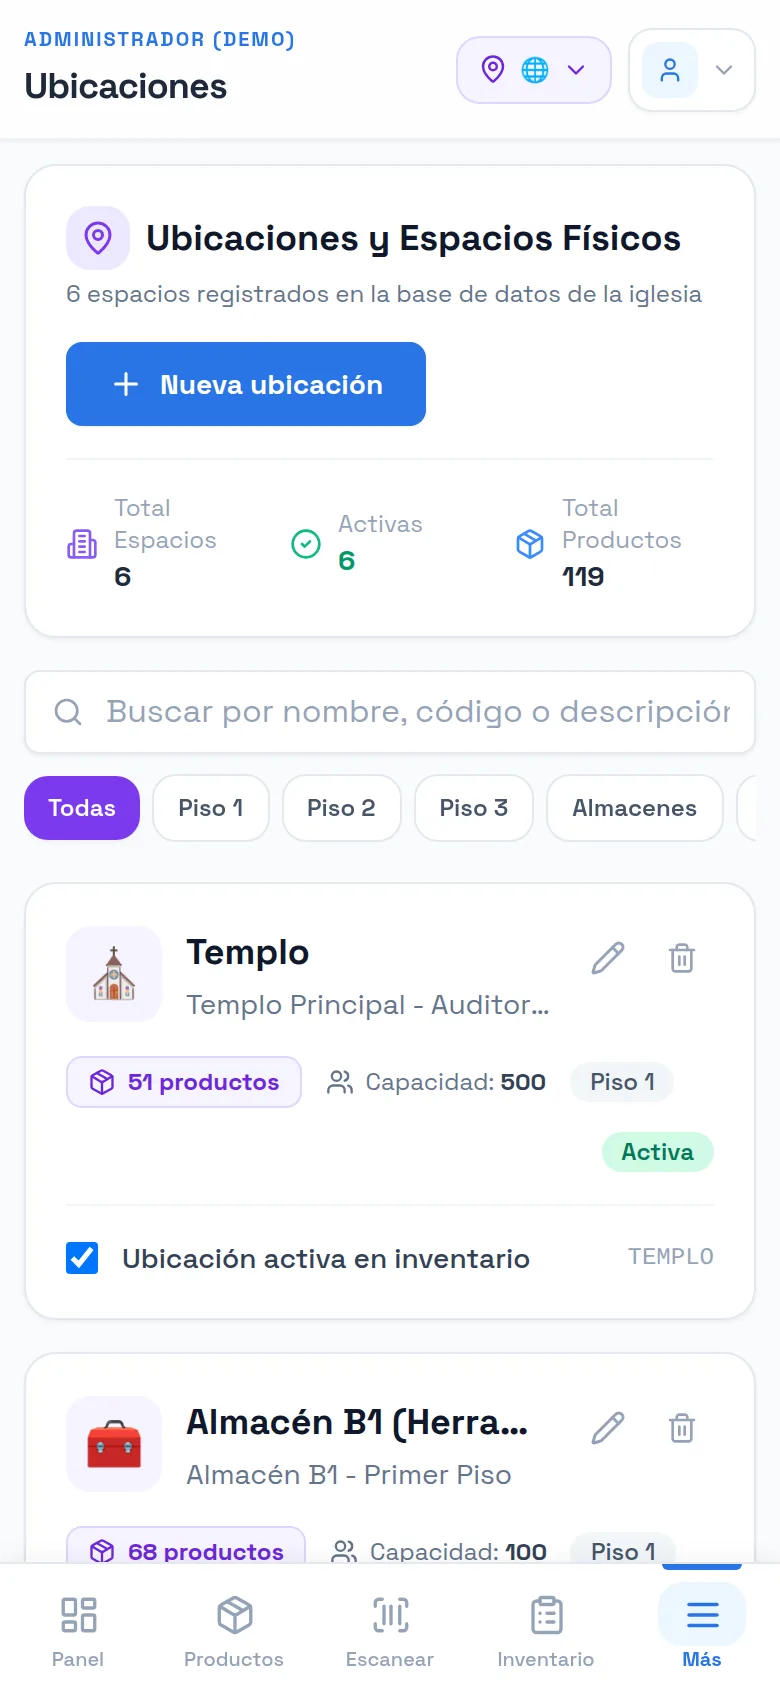 ADMINISTRADOR (DEMO)
Ubicaciones
Ubicaciones y Espacios Físicos
6 espacios registrados en la base de datos de la iglesia
Nueva ubicación
Total Espacios
6
Activas
6
Total Productos
119
Buscar por nombre, código o descripción
Todas
Piso 1
Piso 2
Piso 3
Almacenes
Templo
Templo Principal - Auditor...
51 productos
Capacidad: 500
Piso 1
Activa
Ubicación activa en inventario
TEMPLO
Almacén B1 (Herra...
Almacén B1 - Primer Piso
68 productos
Capacidad: 100
Piso 1
Panel
Productos
Escanear
Inventario
Más